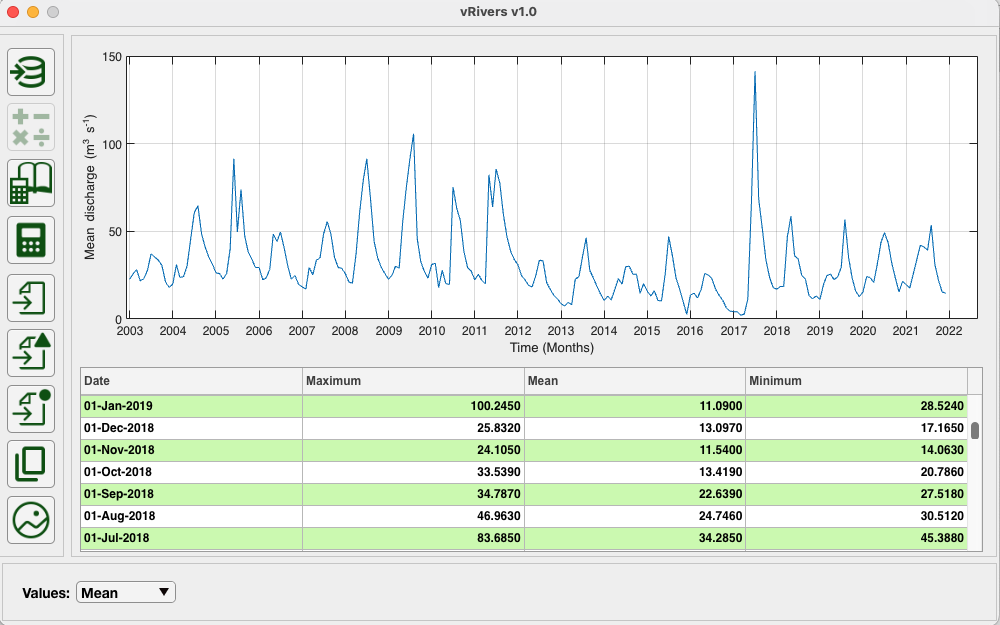 vRivers v1.0
150
100
50
0
Mean discharge (m³ s⁻¹)
2003 2004 2005 2006 2007 2008 2009 2010 2011 2012 2013 2014 2015 2016 2017 2018 2019 2020 2021 2022
Time (Months)
Date Maximum Mean Minimum
01-Jan-2019 100.2450 11.0900 28.5240
01-Dec-2018 25.8320 13.0970 17.1650
01-Nov-2018 24.1050 11.5400 14.0630
01-Oct-2018 33.5390 13.4190 20.7860
01-Sep-2018 34.7870 22.6390 27.5180
01-Aug-2018 46.9630 24.7460 30.5120
01-Jul-2018 83.6850 34.2850 45.3880
Values: Mean